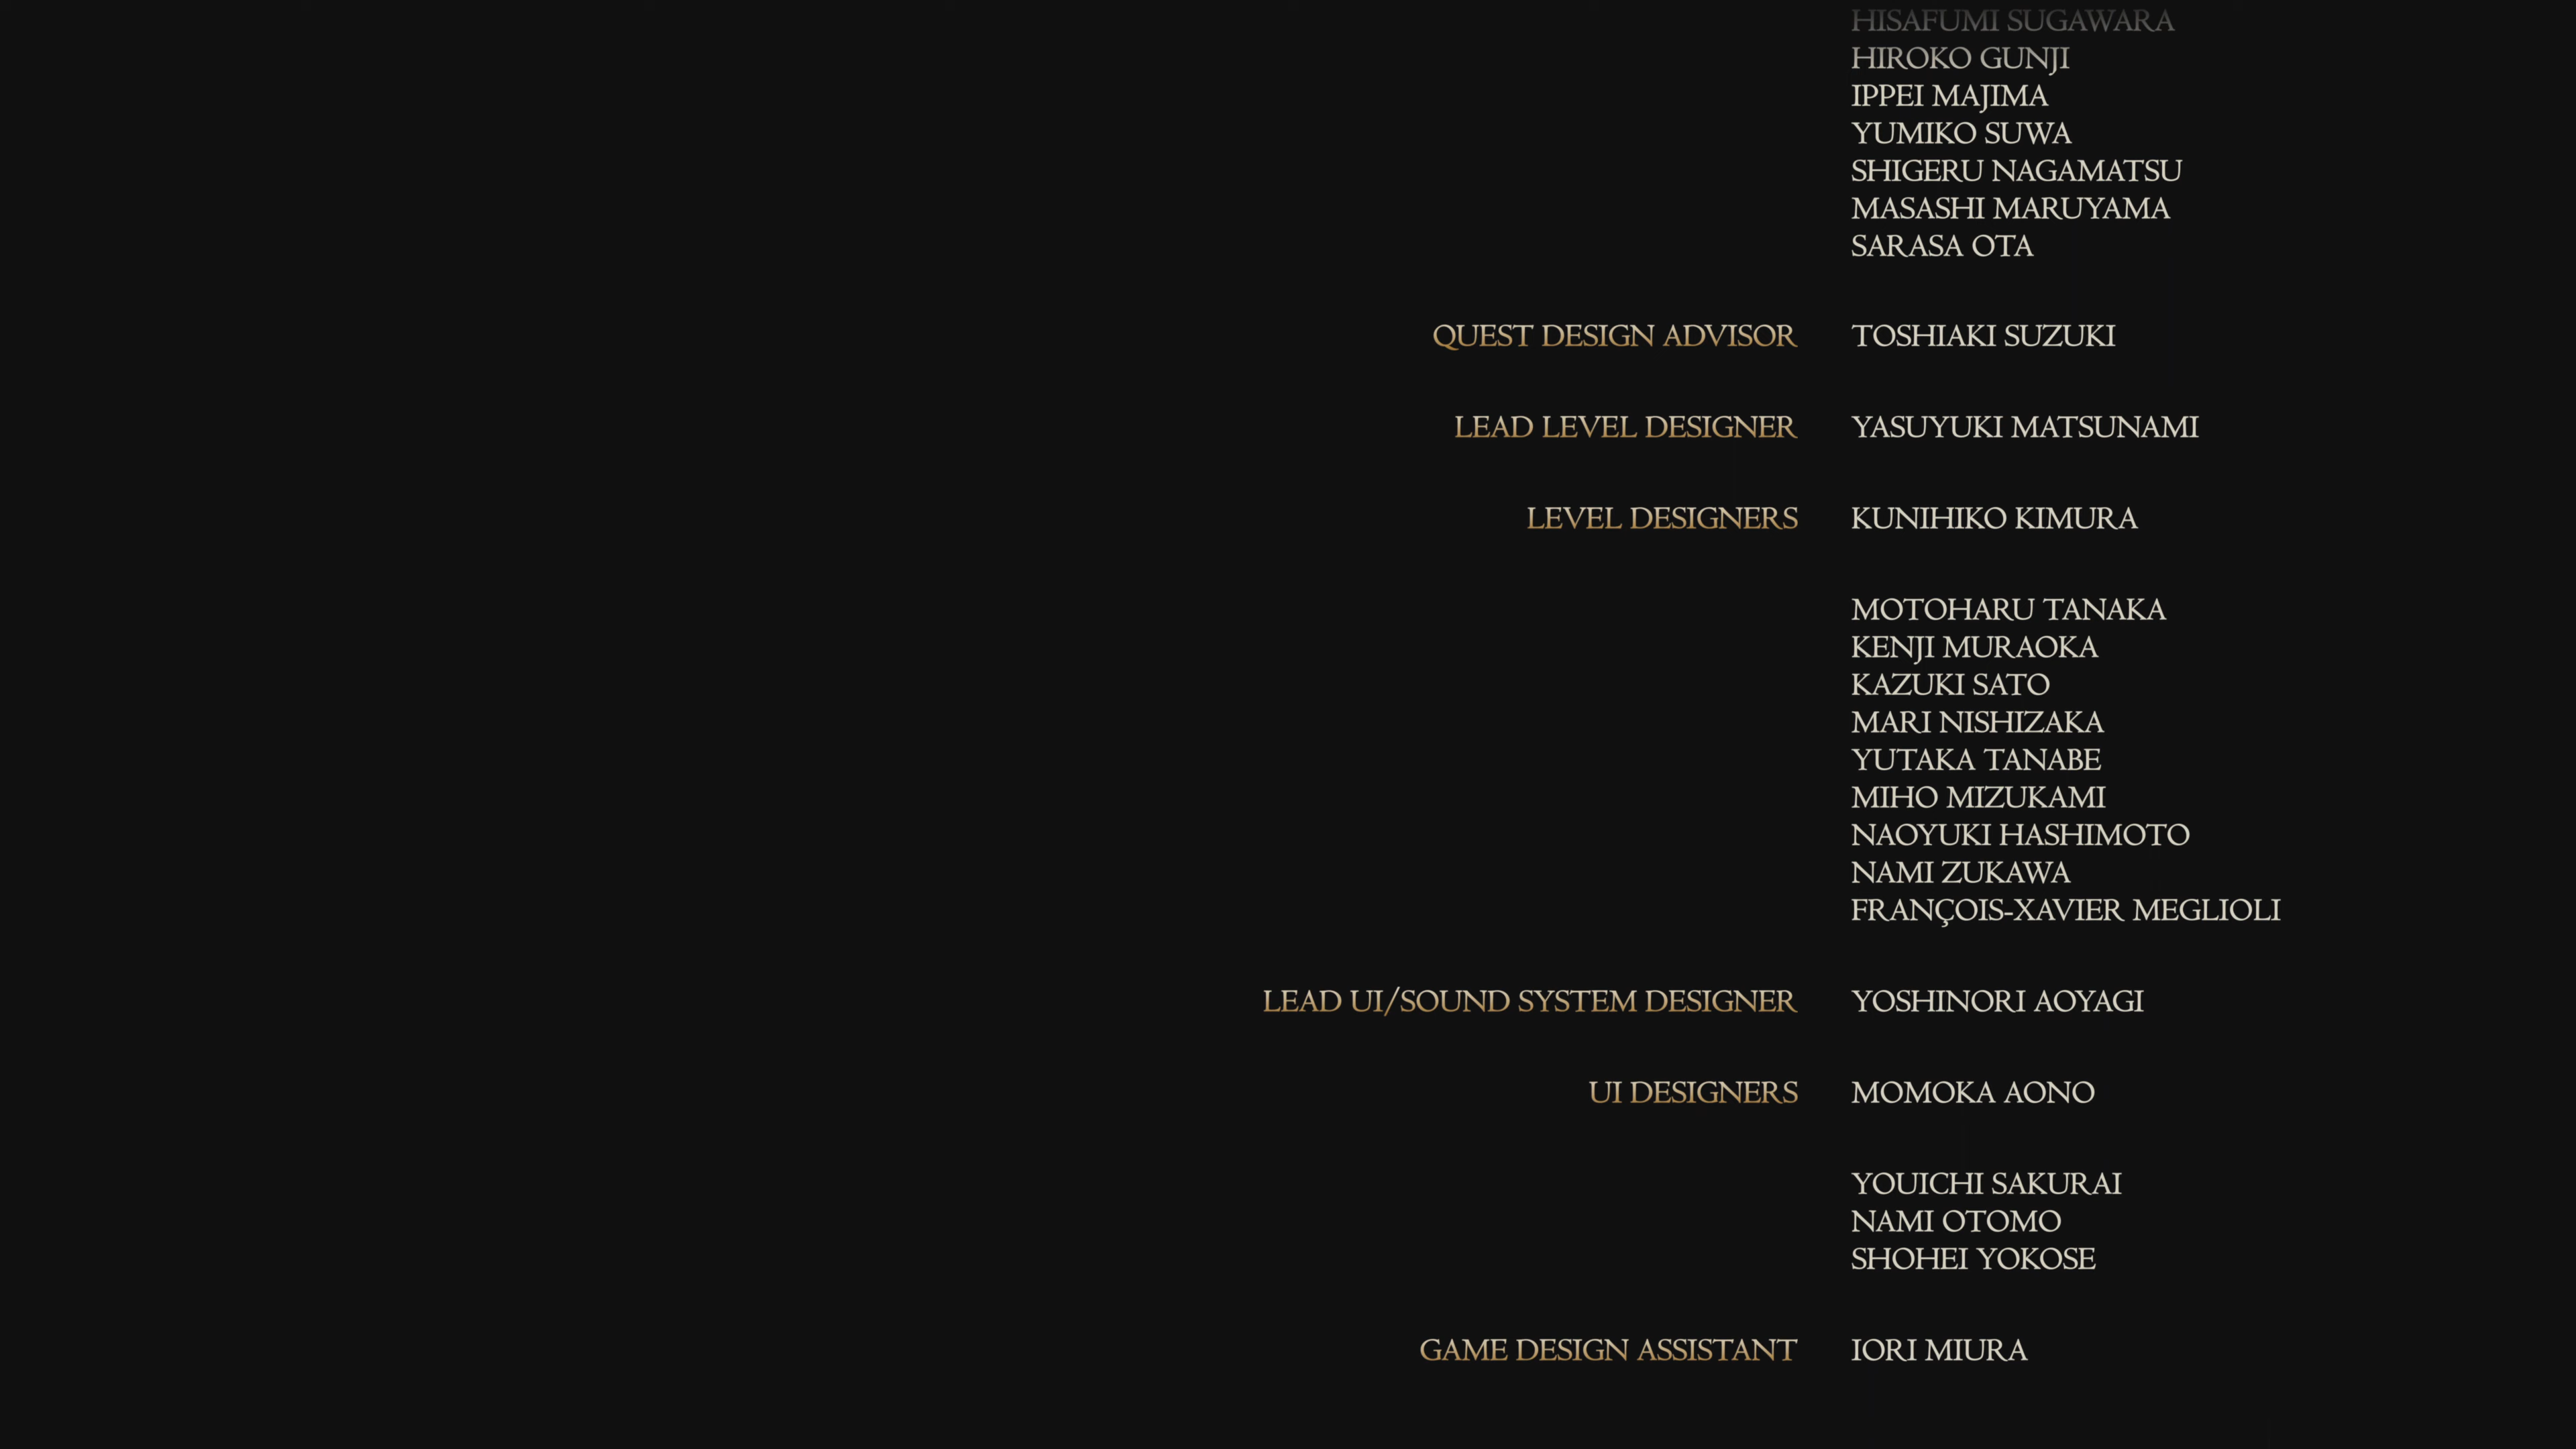 HISAFUMI SUGAWARA
HIROKO GUNJI
IPPEI MAJIMA
YUMIKO SUWA
SHIGERU NAGAMATSU
MASASHI MARUYAMA
SARASA OTA
QUEST DESIGN ADVISOR TOSHIAKI SUZUKI
LEAD LEVEL DESIGNER YASUYUKI MATSUNAMI
LEVEL DESIGNERS KUNIHIKO KIMURA
MOTOHARU TANAKA
KENJI MURAOKA
KAZUKI SATO
MARI NISHIZAKA
YUTAKA TANABE
MIHO MIZUKAMI
NAOYUKI HASHIMOTO
NAMI ZUKAWA
FRANÇOIS-XAVIER MEGLIOLI
LEAD UI/SOUND SYSTEM DESIGNER YOSHINORI AOYAGI
UI DESIGNERS MOMOKA AONO
YOUICHI SAKURAI
NAMI OTOMO
SHOHEI YOKOSE
GAME DESIGN ASSISTANT IORI MIURA